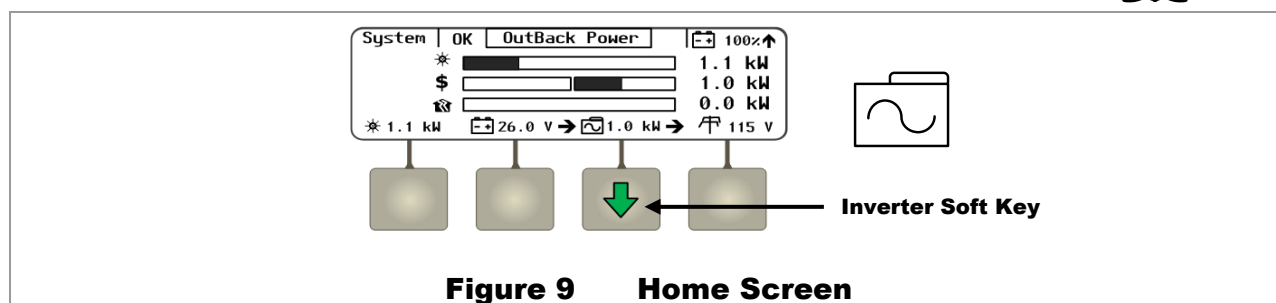 System OK OutBack Power 100%
1.1 kW
$ 1.0 kW
0.0 kW
1.1 kW 26.0 V 1.0 kW 115 V
Inverter Soft Key
Figure 9 Home Screen